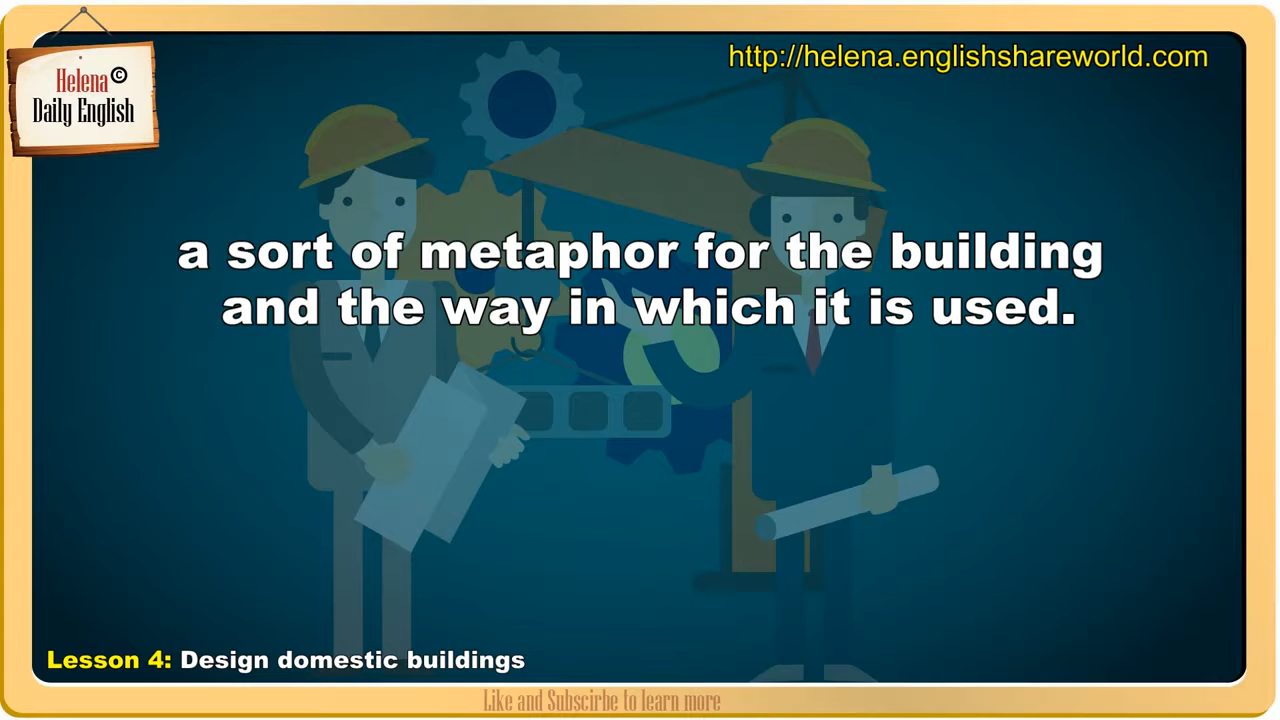 http://helena.englishshareworld.com
Helena©
Daily English
a sort of metaphor for the building
and the way in which it is used.
Lesson 4: Design domestic buildings
Like and Subscirbe to learn more